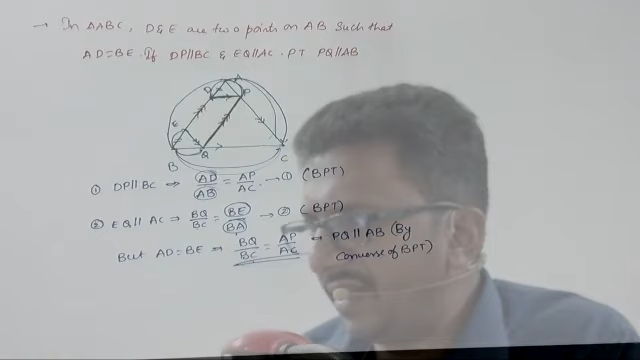 → In ΔABC, D & E are two points on AB such that
AD=BE. If DP//BC & EQ//AC. PT PQ//AB
A
D
P
E
B
Q
C
① DP//BC ⇒ AD/AB = AP/AC → ① (BPT)
② EQ//AC ⇒ BQ/BC = BE/BA → ② (BPT)
But AD=BE ⇒ BQ/BC = AP/AC ⇒ PQ//AB (By
Converse of BPT)